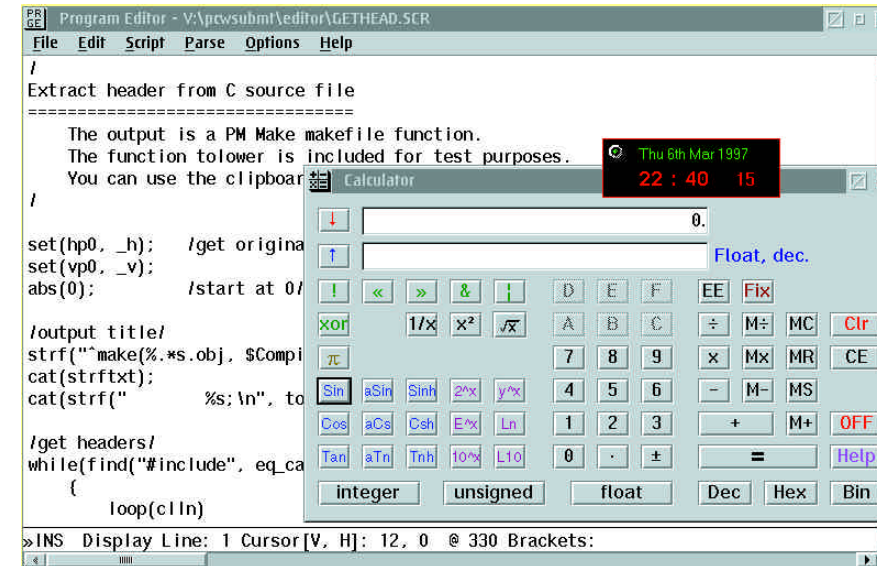 PR GE Program Editor - V:\pcwsubmt\editor\GETHEAD.SCR
File Edit Script Parse Options Help
/
Extract header from C source file
=================================
The output is a PM Make makefile function.
The function tolower is included for test purposes.
You can use the clipboar
/
set(hp0, _h); /get origina
set(vp0, _v);
abs(0); /start at 0/
/output title/
strf("^make(%.*s.obj, $Compi
cat(strftxt);
cat(strf(" %s;\n", to
/get headers/
while(find("#include", eq_ca
{
loop(clln)
»INS Display Line: 1 Cursor[V, H]: 12, 0 @ 330 Brackets:
Thu 6th Mar 1997
22 : 40 15
Calculator
↓ 0.
↑ Float, dec.
! « » & ¦ D E F EE Fix
xor 1/x x² √x A B C ÷ M÷ MC Clr
π 7 8 9 x Mx MR CE
Sin aSin Sinh 2^x y^x 4 5 6 - M- MS
Cos aCs Csh E^x Ln 1 2 3 + M+ OFF
Tan aTn Tnh 10^x L10 0 · ± = Help
integer unsigned float Dec Hex Bin